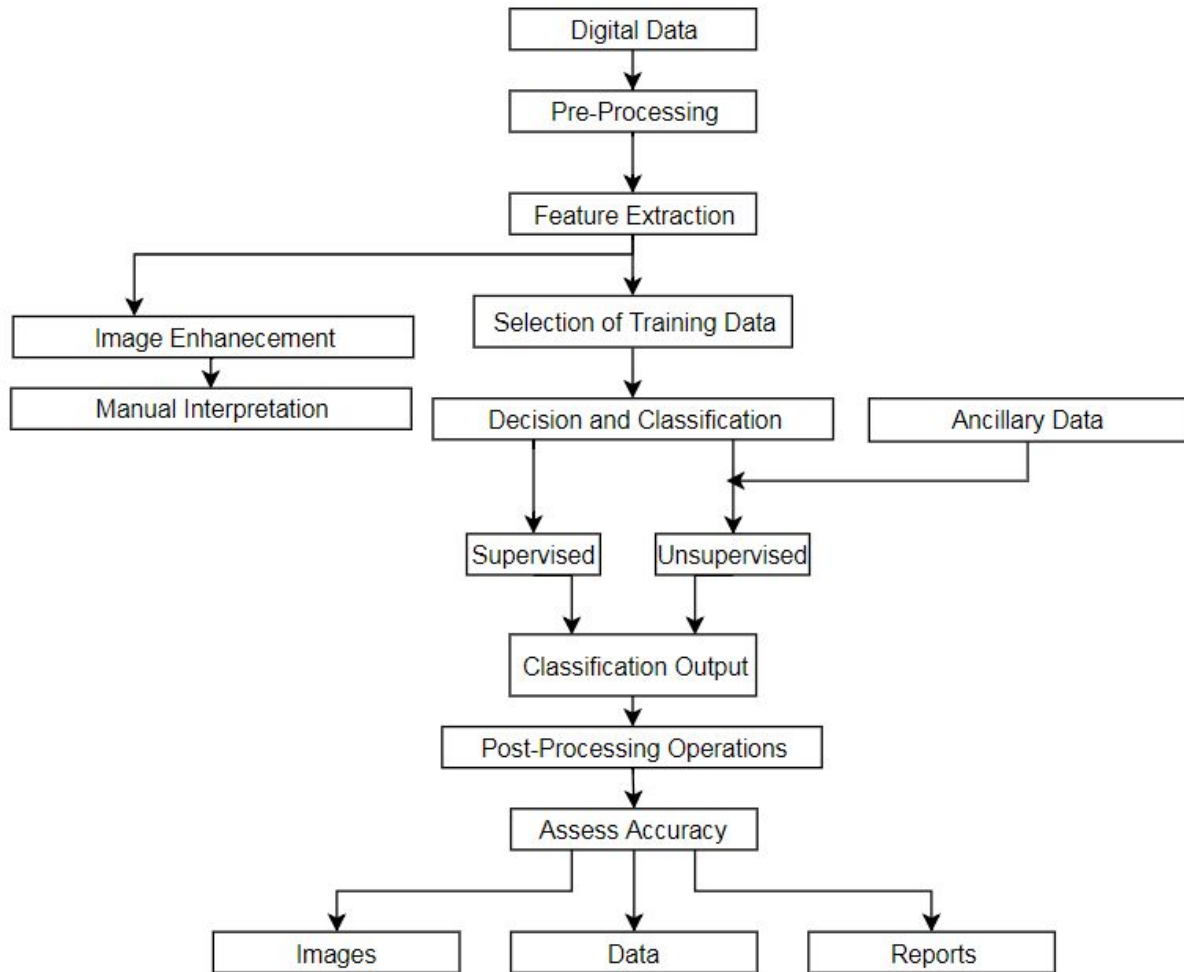 Digital Data
Pre-Processing
Feature Extraction
Image Enhanecement
Selection of Training Data
Manual Interpretation
Decision and Classification
Ancillary Data
Supervised
Unsupervised
Classification Output
Post-Processing Operations
Assess Accuracy
Images
Data
Reports